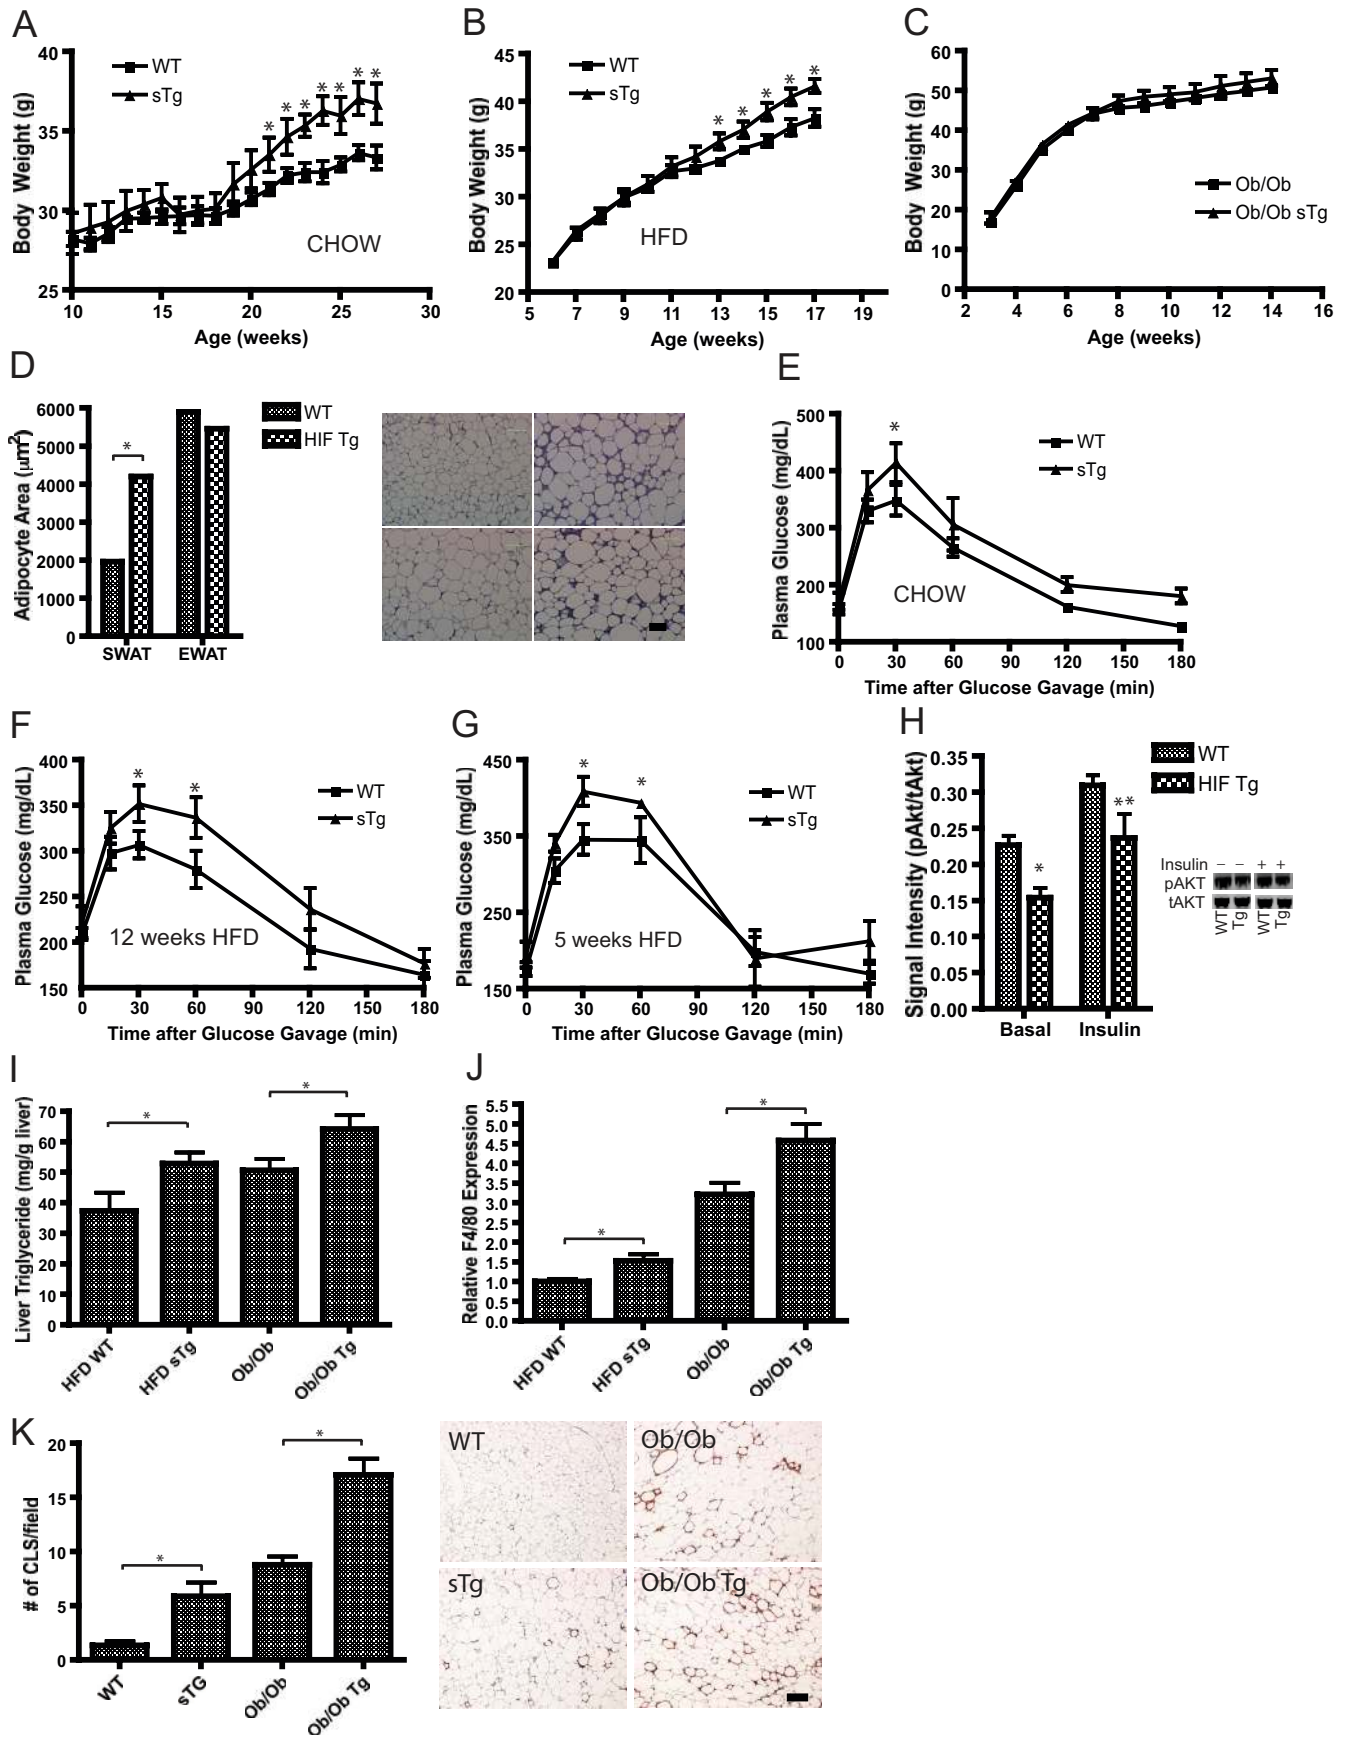 A
Body Weight (g)
40
35
30
25
WT
sTg
* * * * * * *
CHOW
10 15 20 25 30
Age (weeks)
B
Body Weight (g)
45
40
35
30
25
20
WT
sTg
* * * * *
HFD
5 7 9 11 13 15 17 19
Age (weeks)
C
Body Weight (g)
60
50
40
30
20
10
0
Ob/Ob
Ob/Ob sTg
2 4 6 8 10 12 14 16
Age (weeks)
D
Adipocyte Area (µm²)
6000
5000
4000
3000
2000
1000
0
*
SWAT EWAT
WT
HIF Tg
E
Plasma Glucose (mg/dL)
500
400
300
200
100
*
WT
sTg
CHOW
0 30 60 90 120 150 180
Time after Glucose Gavage (min)
F
Plasma Glucose (mg/dL)
400
350
300
250
200
150
* *
WT
sTg
12 weeks HFD
0 30 60 90 120 150 180
Time after Glucose Gavage (min)
G
Plasma Glucose (mg/dL)
450
350
250
150
* *
WT
sTg
5 weeks HFD
0 30 60 90 120 150 180
Time after Glucose Gavage (min)
H
Signal Intensity (pAkt/tAkt)
0.35
0.30
0.25
0.20
0.15
0.10
0.05
0.00
*
**
Basal Insulin
WT
HIF Tg
Insulin − − + +
pAKT
tAKT
WT Tg WT Tg
I
Liver Triglyceride (mg/g liver)
70
60
50
40
30
20
10
0
* *
HFD WT HFD sTg Ob/Ob Ob/Ob Tg
J
Relative F4/80 Expression
5.5
5.0
4.5
4.0
3.5
3.0
2.5
2.0
1.5
1.0
0.5
0.0
* *
HFD WT HFD sTg Ob/Ob Ob/Ob Tg
K
# of CLS/field
20
15
10
5
0
* *
WT sTG Ob/Ob Ob/Ob Tg
WT Ob/Ob
sTg Ob/Ob Tg